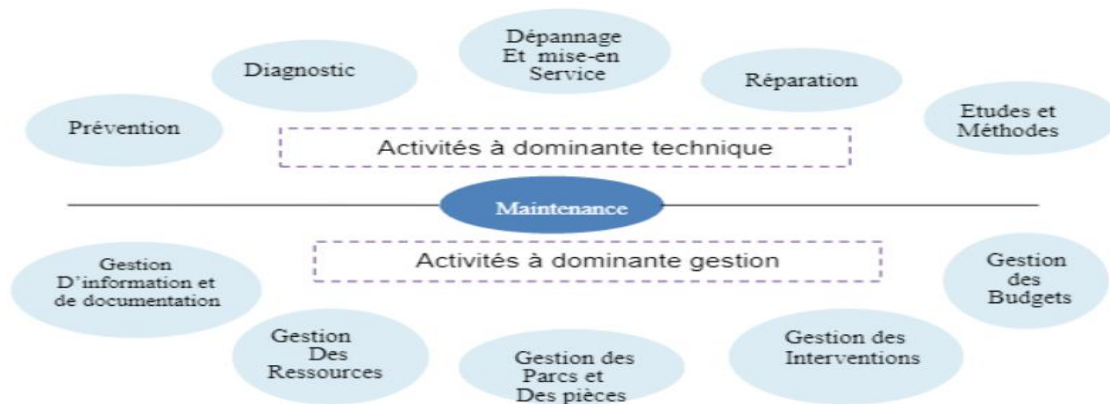 Dépannage
Et mise-en
Service
Diagnostic
Réparation
Prévention
Etudes et
Méthodes
Activités à dominante technique
Maintenance
Activités à dominante gestion
Gestion
D'information et
de documentation
Gestion
des
Budgets
Gestion
Des
Ressources
Gestion des
Parcs et
Des pièces
Gestion des
Interventions